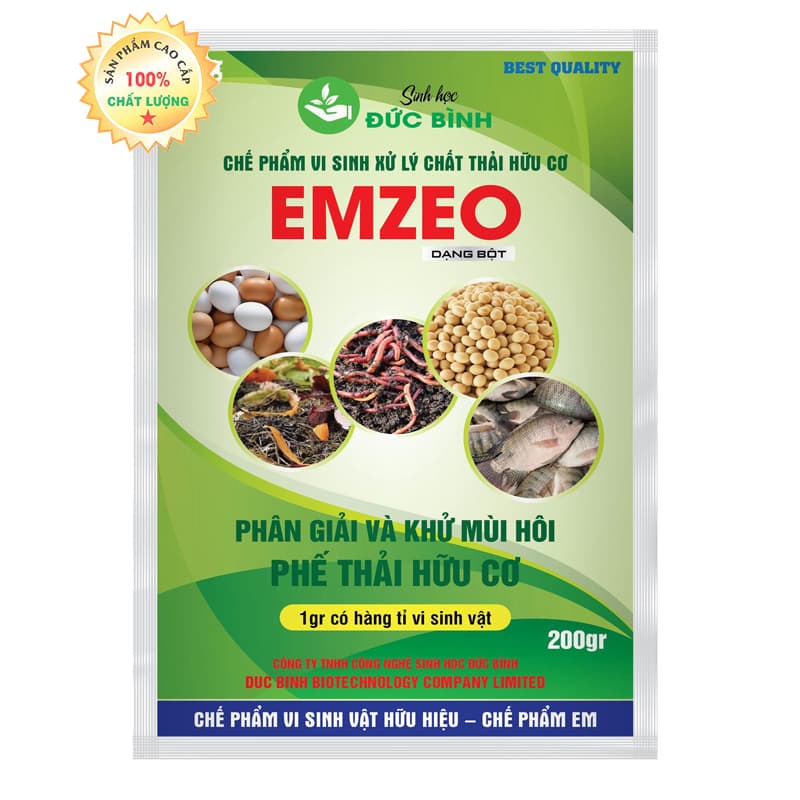 SẢN PHẨM CAO CẤP
100%
CHẤT LƯỢNG
BEST QUALITY
Sinh học
ĐỨC BÌNH
CHẾ PHẨM VI SINH XỬ LÝ CHẤT THẢI HỮU CƠ
EMZEO
DẠNG BỘT
PHÂN GIẢI VÀ KHỬ MÙI HÔI
PHẾ THẢI HỮU CƠ
1gr có hàng tỉ vi sinh vật
200gr
CÔNG TY TNHH CÔNG NGHỆ SINH HỌC ĐỨC BÌNH
DUC BINH BIOTECHNOLOGY COMPANY LIMITED
CHẾ PHẨM VI SINH VẬT HỮU HIỆU – CHẾ PHẨM EM